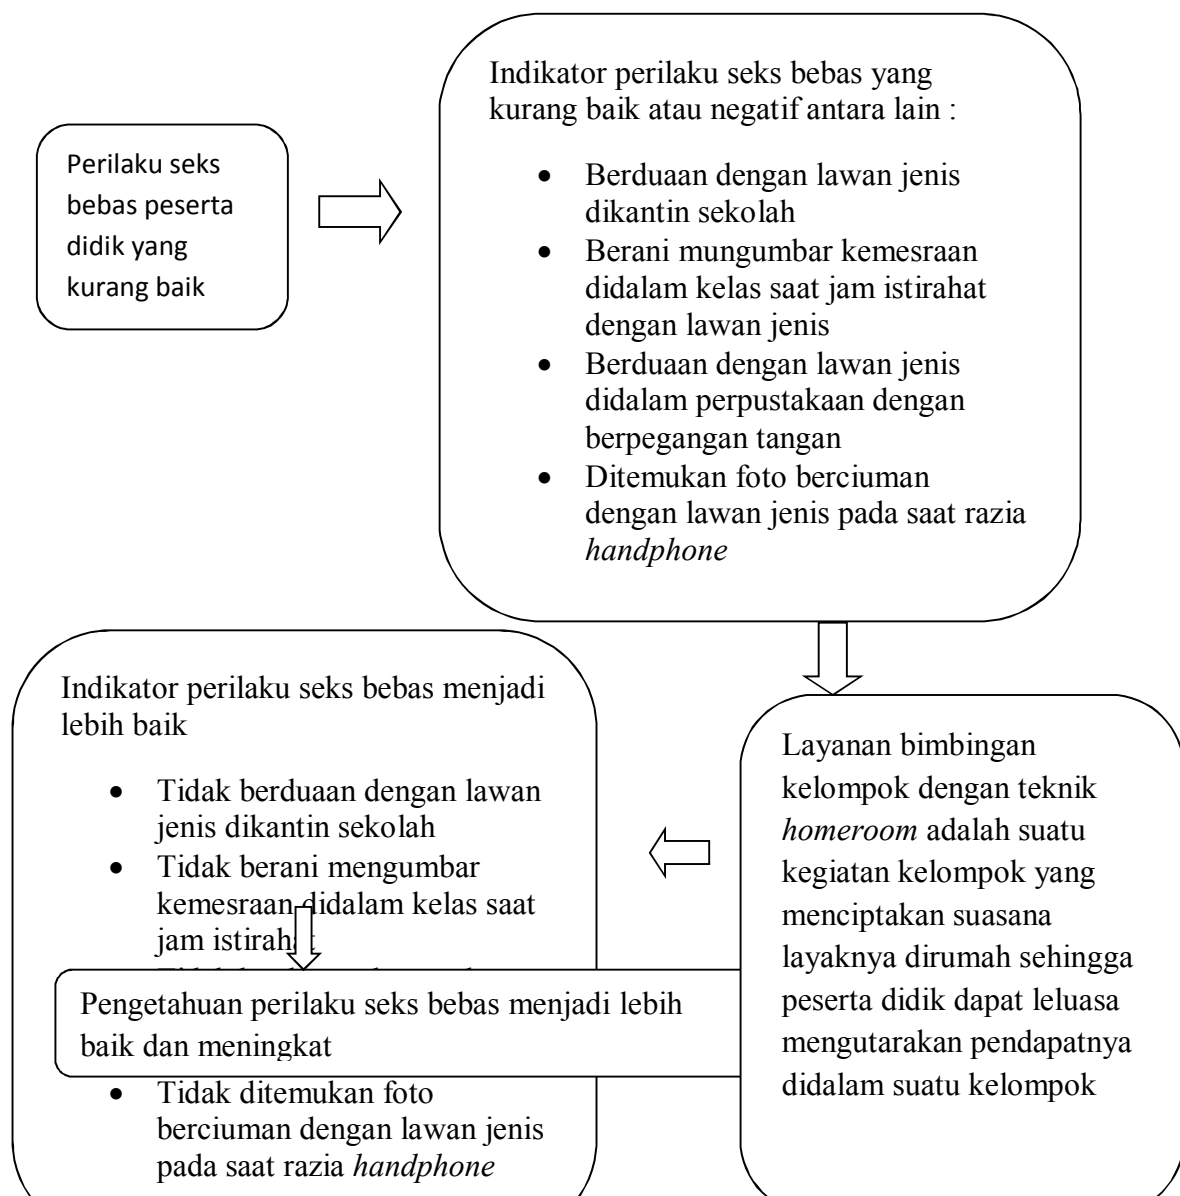 Perilaku seks
bebas peserta
didik yang
kurang baik
Indikator perilaku seks bebas yang
kurang baik atau negatif antara lain :
• Berduaan dengan lawan jenis
dikantin sekolah
• Berani mungumbar kemesraan
didalam kelas saat jam istirahat
dengan lawan jenis
• Berduaan dengan lawan jenis
didalam perpustakaan dengan
berpegangan tangan
• Ditemukan foto berciuman
dengan lawan jenis pada saat razia
handphone
Layanan bimbingan
kelompok dengan teknik
homeroom adalah suatu
kegiatan kelompok yang
menciptakan suasana
layaknya dirumah sehingga
peserta didik dapat leluasa
mengutarakan pendapatnya
didalam suatu kelompok
Indikator perilaku seks bebas menjadi
lebih baik
• Tidak berduaan dengan lawan
jenis dikantin sekolah
• Tidak berani mengumbar
kemesraan didalam kelas saat
jam istirahat
Pengetahuan perilaku seks bebas menjadi lebih
baik dan meningkat
• Tidak ditemukan foto
berciuman dengan lawan jenis
pada saat razia handphone